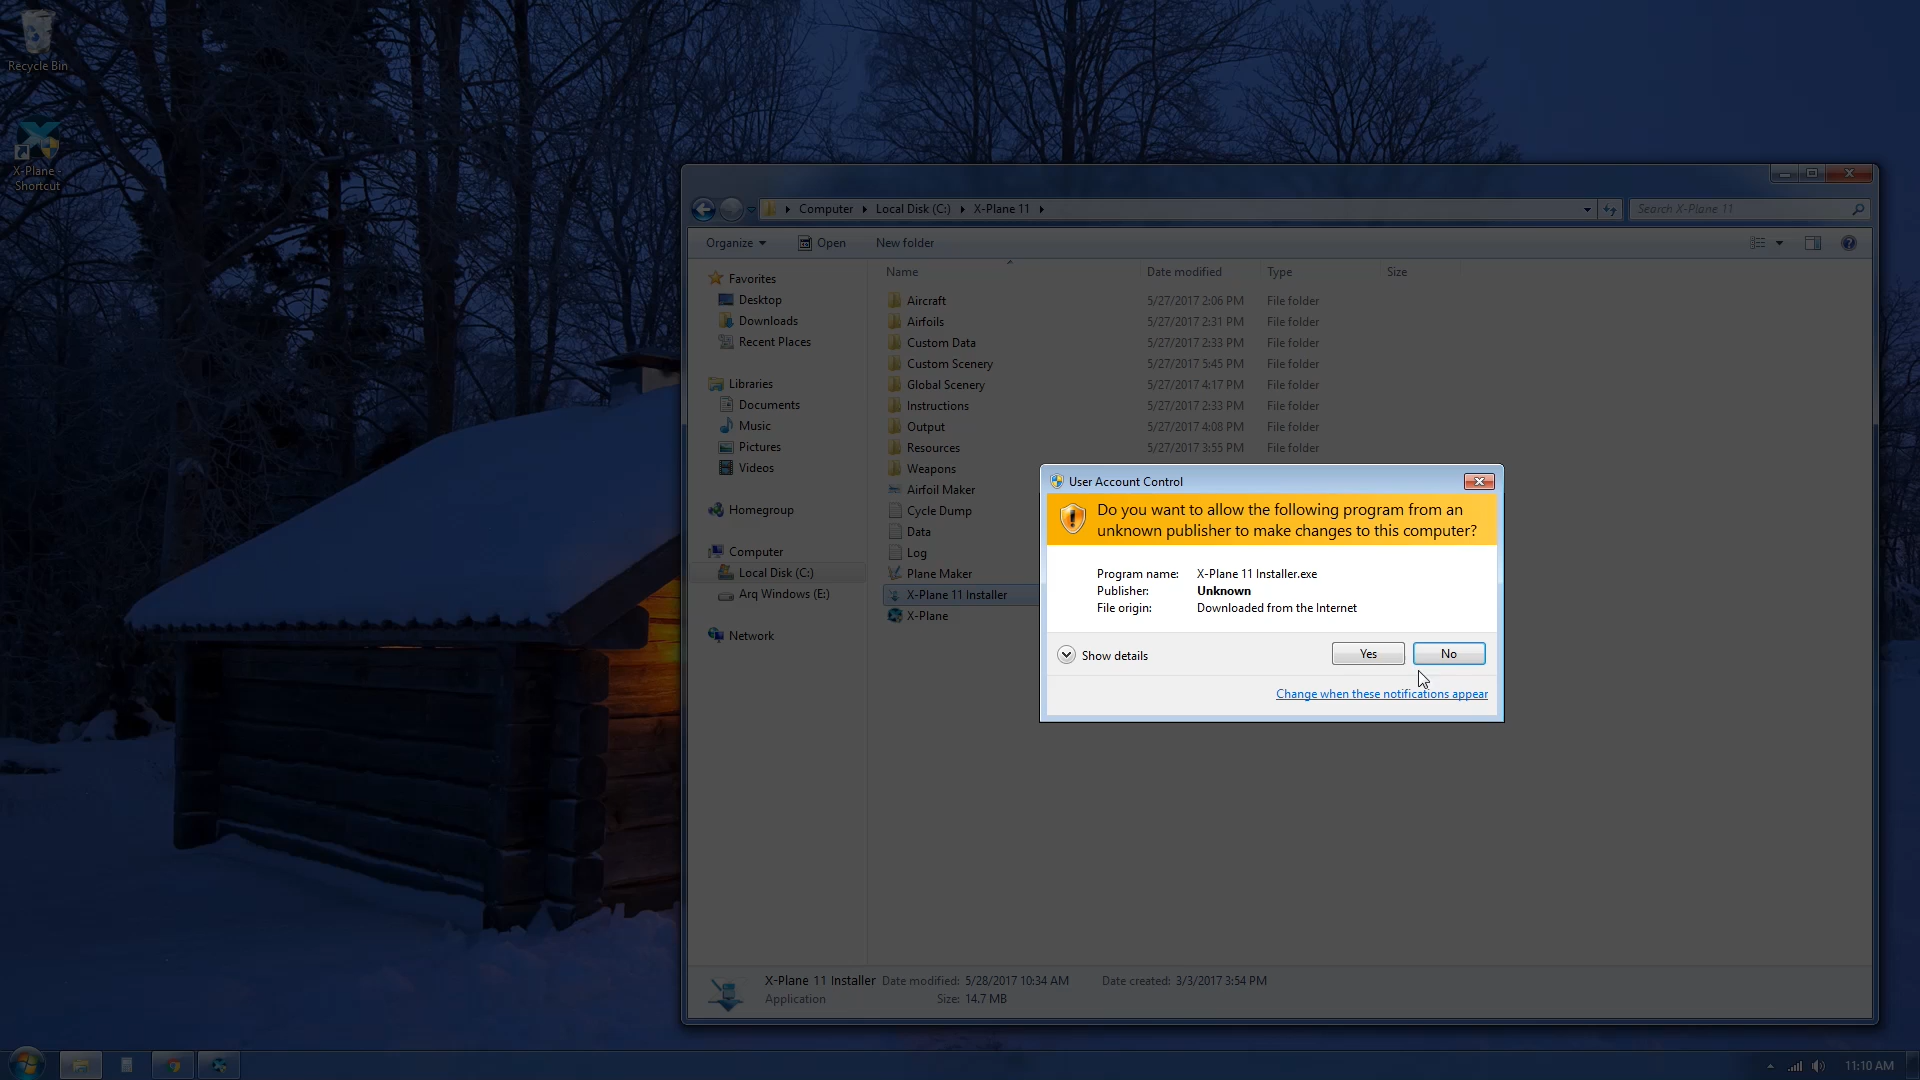 Recycle Bin
X-Plane -
Shortcut
Computer
Local Disk (C:)
X-Plane 11
Search X-Plane 11
Organize
Open
New folder
Favorites
Desktop
Downloads
Recent Places
Libraries
Documents
Music
Pictures
Videos
Homegroup
Computer
Local Disk (C:)
Arq Windows (E:)
Network
Name Date modified Type Size
Aircraft 5/27/2017 2:06 PM File folder
Airfoils 5/27/2017 2:31 PM File folder
Custom Data 5/27/2017 2:33 PM File folder
Custom Scenery 5/27/2017 5:45 PM File folder
Global Scenery 5/27/2017 4:17 PM File folder
Instructions 5/27/2017 2:33 PM File folder
Output 5/27/2017 4:08 PM File folder
Resources 5/27/2017 3:55 PM File folder
Weapons
Airfoil Maker
Cycle Dump
Data
Log
Plane Maker
X-Plane 11 Installer
X-Plane
User Account Control
Do you want to allow the following program from an
unknown publisher to make changes to this computer?
Program name: X-Plane 11 Installer.exe
Publisher: Unknown
File origin: Downloaded from the Internet
Show details
Yes
No
Change when these notifications appear
X-Plane 11 Installer Date modified: 5/28/2017 10:34 AM Date created: 3/3/2017 3:54 PM
Application Size: 14.7 MB
11:10 AM